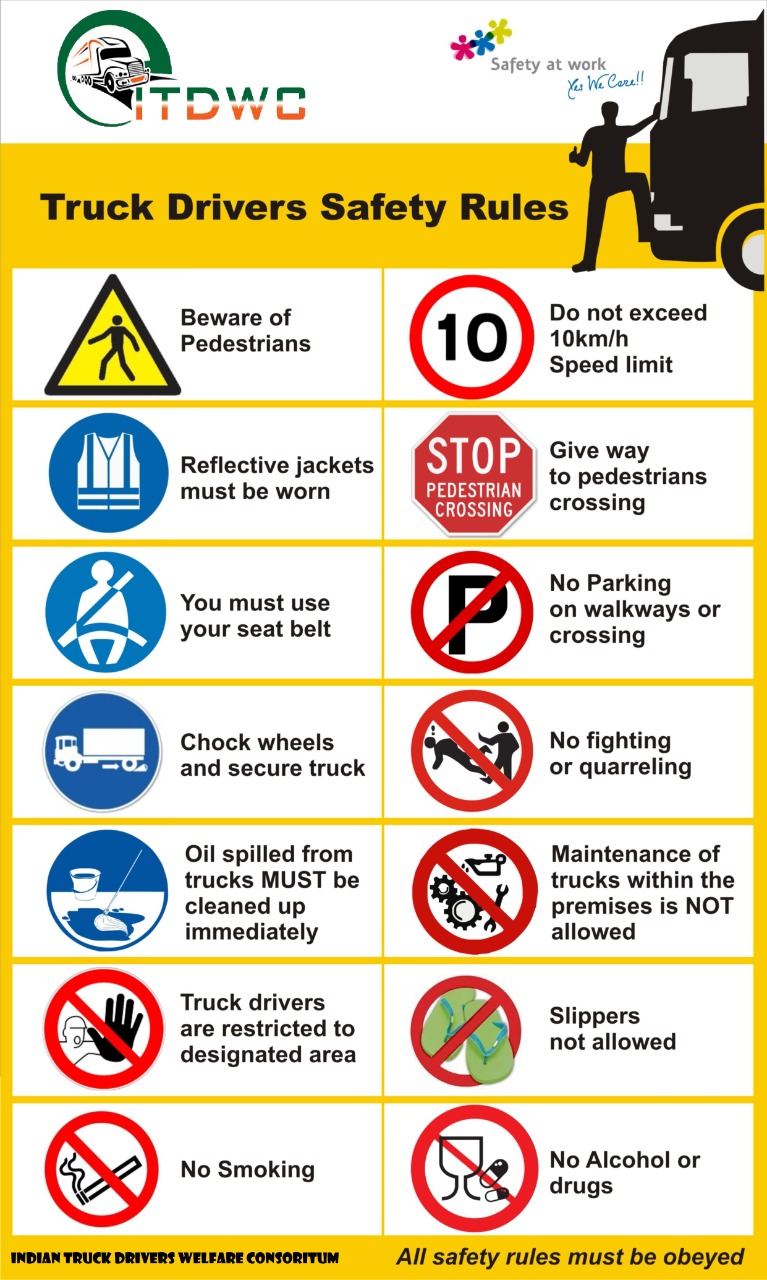 ITDWC
Safety at work
Yes We Care!!
Truck Drivers Safety Rules
Beware of
Pedestrians
10
Do not exceed
10km/h
Speed limit
Reflective jackets
must be worn
STOP
PEDESTRIAN
CROSSING
Give way
to pedestrians
crossing
You must use
your seat belt
P
No Parking
on walkways or
crossing
Chock wheels
and secure truck
No fighting
or quarreling
Oil spilled from
trucks MUST be
cleaned up
immediately
Maintenance of
trucks within the
premises is NOT
allowed
Truck drivers
are restricted to
designated area
Slippers
not allowed
No Smoking
No Alcohol or
drugs
INDIAN TRUCK DRIVERS WELFARE CONSORITUM
All safety rules must be obeyed